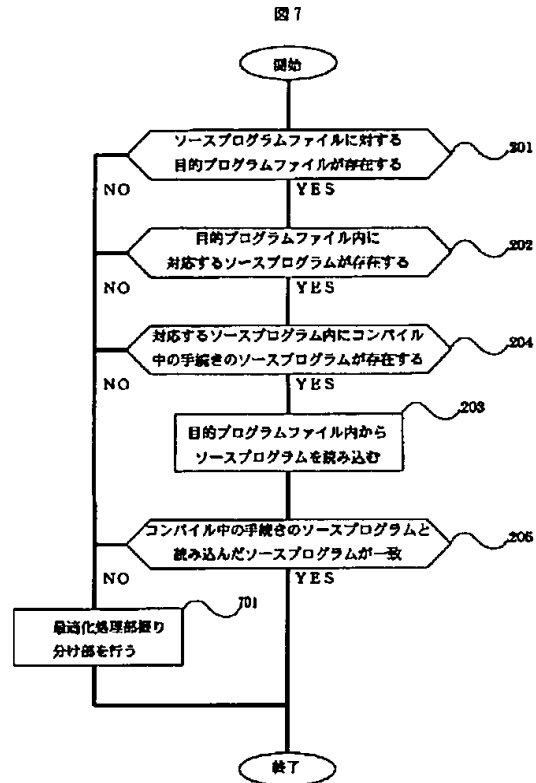 図7
開始
ソースプログラムファイルに対する
目的プログラムファイルが存在する
201
NO
YES
目的プログラムファイル内に
対応するソースプログラムが存在する
202
NO
YES
対応するソースプログラム内にコンパイル
中の手続きのソースプログラムが存在する
204
NO
YES
203
目的プログラムファイル内から
ソースプログラムを読み込む
コンパイル中の手続きのソースプログラムと
読み込んだソースプログラムが一致
205
NO
YES
701
最適化処理部振り
分け部を行う
終了